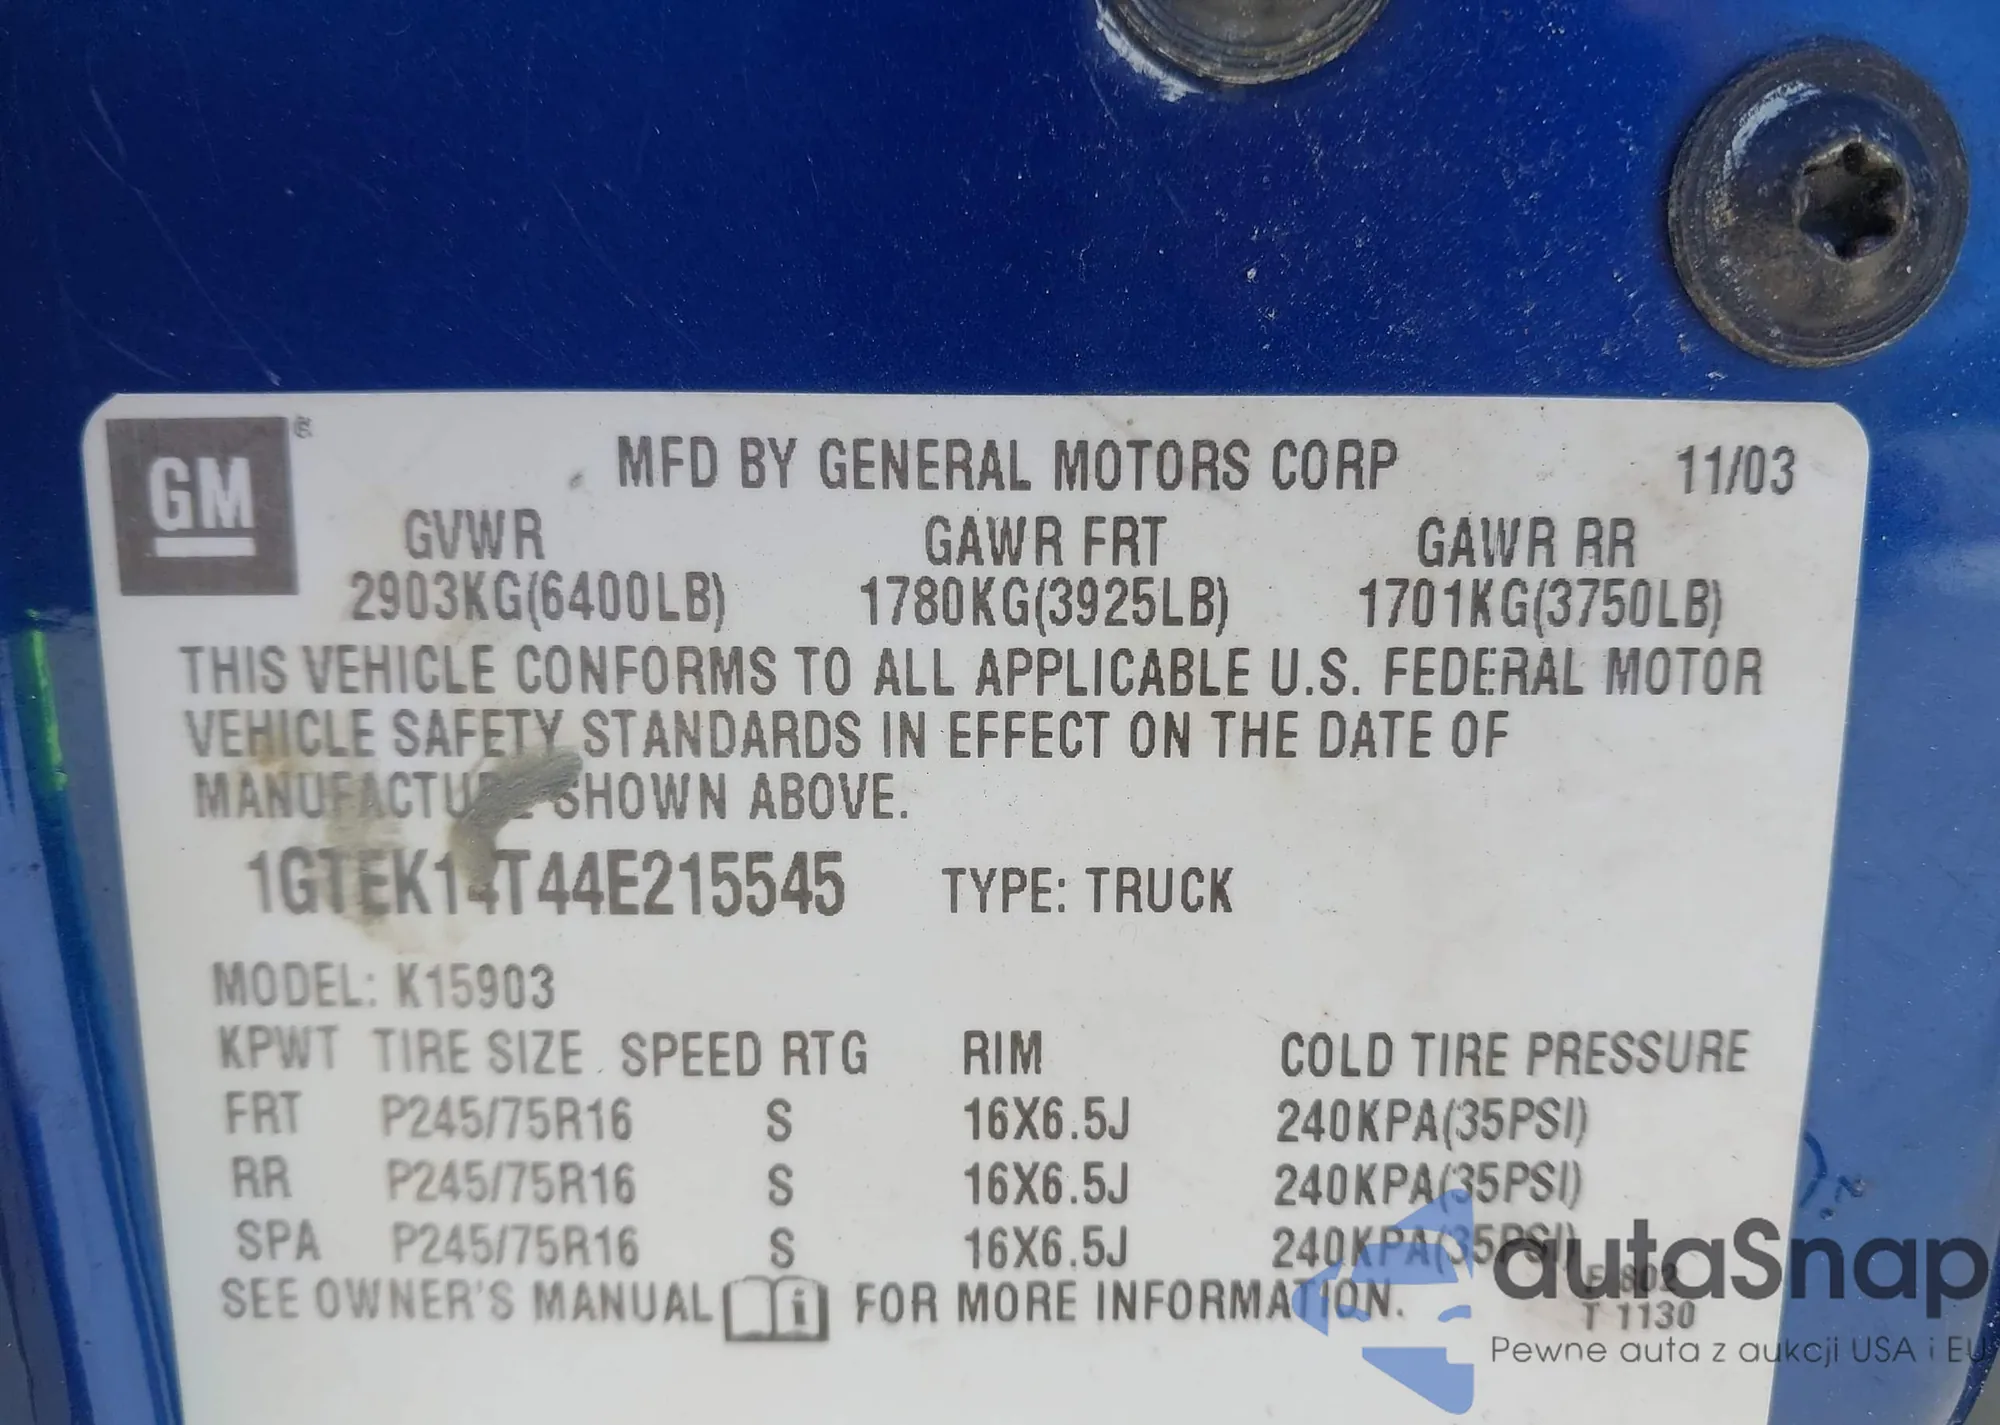 GM
MFD BY GENERAL MOTORS CORP 11/03
GVWR GAWR FRT GAWR RR
2903KG(6400LB) 1780KG(3925LB) 1701KG(3750LB)
THIS VEHICLE CONFORMS TO ALL APPLICABLE U.S. FEDERAL MOTOR
VEHICLE SAFETY STANDARDS IN EFFECT ON THE DATE OF
MANUFACTURE SHOWN ABOVE.
1GTEK14T44E215545 TYPE: TRUCK
MODEL: K15903
KPWT TIRE SIZE SPEED RTG RIM COLD TIRE PRESSURE
FRT P245/75R16 S 16X6.5J 240KPA(35PSI)
RR P245/75R16 S 16X6.5J 240KPA(35PSI)
SPA P245/75R16 S 16X6.5J 240KPA(35PSI)
SEE OWNER'S MANUAL i FOR MORE INFORMATION.
T 1130
autaSnap
Pewne auta z aukcji USA i EU